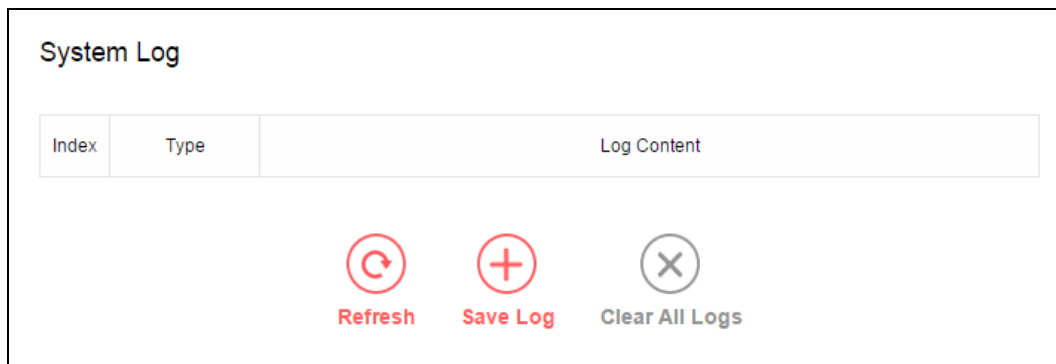 System Log
Index Type Log Content
Refresh Save Log Clear All Logs